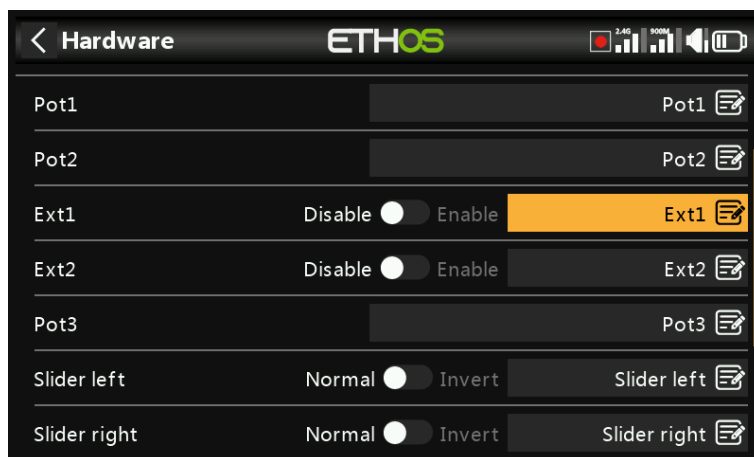 Hardware ETHOS 2.4G 900M
Pot1 Pot1
Pot2 Pot2
Ext1 Disable Enable Ext1
Ext2 Disable Enable Ext2
Pot3 Pot3
Slider left Normal Invert Slider left
Slider right Normal Invert Slider right